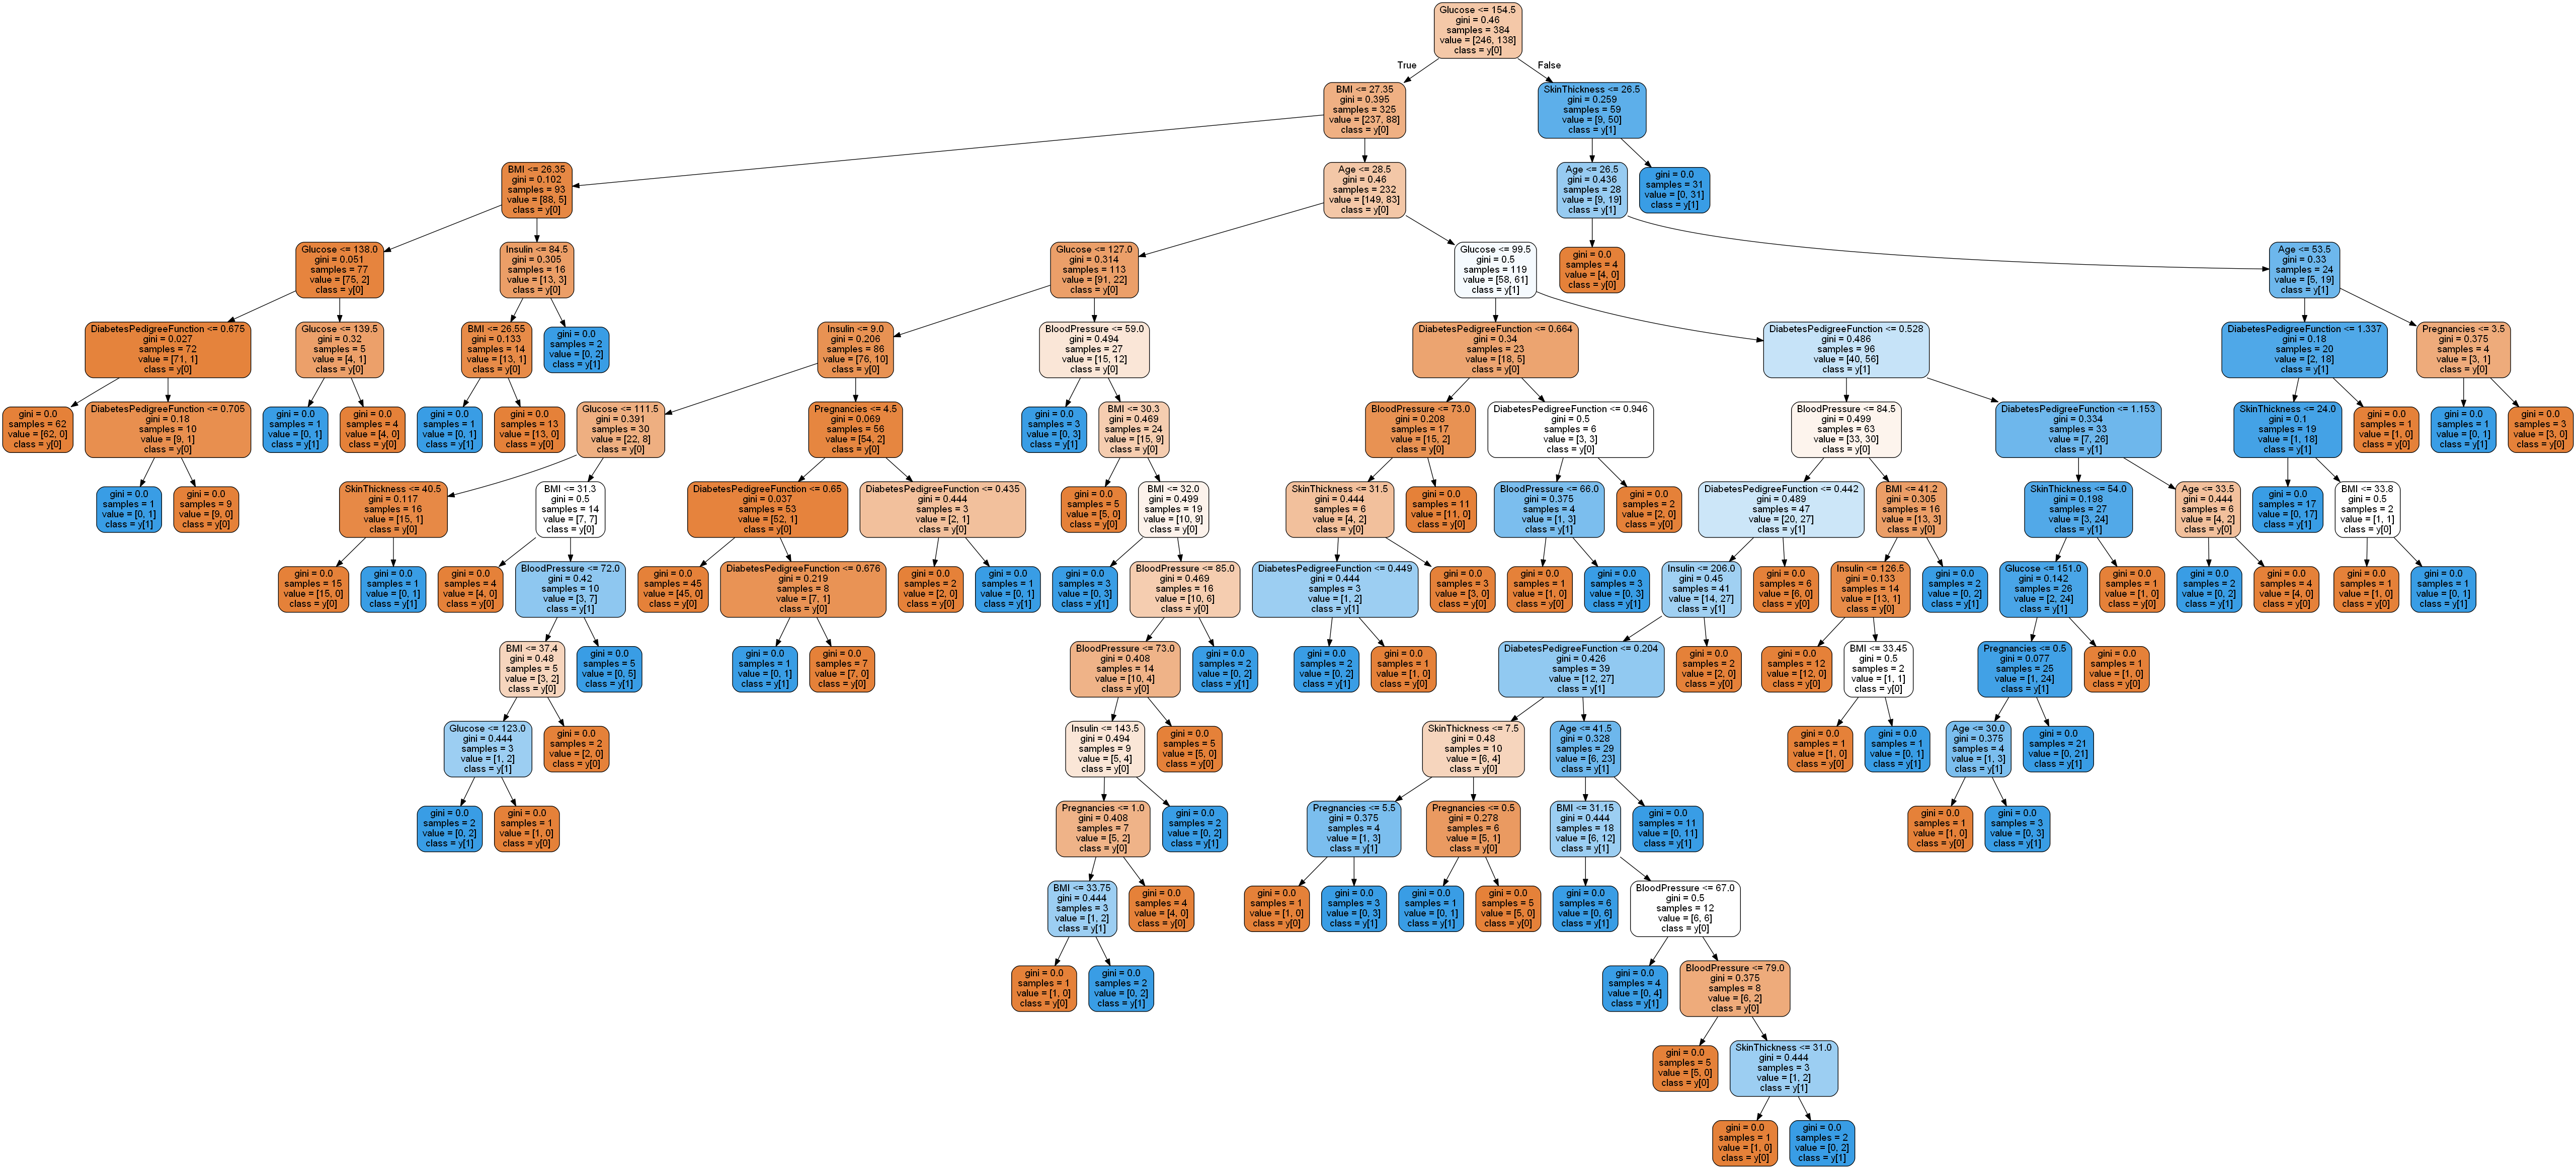 Glucose <= 154.5
gini = 0.46
samples = 384
value = [246, 138]
class = y[0]
True
False
BMI <= 27.35
gini = 0.395
samples = 325
value = [237, 88]
class = y[0]
SkinThickness <= 26.5
gini = 0.259
samples = 59
value = [9, 50]
class = y[1]
BMI <= 26.35
gini = 0.102
samples = 93
value = [88, 5]
class = y[0]
Age <= 28.5
gini = 0.46
samples = 232
value = [149, 83]
class = y[0]
Age <= 26.5
gini = 0.436
samples = 28
value = [9, 19]
class = y[1]
gini = 0.0
samples = 31
value = [0, 31]
class = y[1]
Glucose <= 138.0
gini = 0.051
samples = 77
value = [75, 2]
class = y[0]
Insulin <= 84.5
gini = 0.305
samples = 16
value = [13, 3]
class = y[0]
Glucose <= 127.0
gini = 0.314
samples = 113
value = [91, 22]
class = y[0]
Glucose <= 99.5
gini = 0.5
samples = 119
value = [58, 61]
class = y[1]
gini = 0.0
samples = 4
value = [4, 0]
class = y[0]
Age <= 53.5
gini = 0.33
samples = 24
value = [5, 19]
class = y[1]
DiabetesPedigreeFunction <= 0.675
gini = 0.027
samples = 72
value = [71, 1]
class = y[0]
Glucose <= 139.5
gini = 0.32
samples = 5
value = [4, 1]
class = y[0]
BMI <= 26.55
gini = 0.133
samples = 14
value = [13, 1]
class = y[0]
gini = 0.0
samples = 2
value = [0, 2]
class = y[1]
Insulin <= 9.0
gini = 0.206
samples = 86
value = [76, 10]
class = y[0]
BloodPressure <= 59.0
gini = 0.494
samples = 27
value = [15, 12]
class = y[0]
DiabetesPedigreeFunction <= 0.664
gini = 0.34
samples = 23
value = [18, 5]
class = y[0]
DiabetesPedigreeFunction <= 0.528
gini = 0.486
samples = 96
value = [40, 56]
class = y[1]
DiabetesPedigreeFunction <= 1.337
gini = 0.18
samples = 20
value = [2, 18]
class = y[1]
Pregnancies <= 3.5
gini = 0.375
samples = 4
value = [3, 1]
class = y[0]
gini = 0.0
samples = 62
value = [62, 0]
class = y[0]
DiabetesPedigreeFunction <= 0.705
gini = 0.18
samples = 10
value = [9, 1]
class = y[0]
gini = 0.0
samples = 1
value = [0, 1]
class = y[1]
gini = 0.0
samples = 4
value = [4, 0]
class = y[0]
gini = 0.0
samples = 1
value = [0, 1]
class = y[1]
gini = 0.0
samples = 13
value = [13, 0]
class = y[0]
Glucose <= 111.5
gini = 0.391
samples = 30
value = [22, 8]
class = y[0]
Pregnancies <= 4.5
gini = 0.069
samples = 56
value = [54, 2]
class = y[0]
gini = 0.0
samples = 3
value = [0, 3]
class = y[1]
BMI <= 30.3
gini = 0.469
samples = 24
value = [15, 9]
class = y[0]
BloodPressure <= 73.0
gini = 0.208
samples = 17
value = [15, 2]
class = y[0]
DiabetesPedigreeFunction <= 0.946
gini = 0.5
samples = 6
value = [3, 3]
class = y[0]
BloodPressure <= 84.5
gini = 0.499
samples = 63
value = [33, 30]
class = y[0]
DiabetesPedigreeFunction <= 1.153
gini = 0.334
samples = 33
value = [7, 26]
class = y[1]
SkinThickness <= 24.0
gini = 0.1
samples = 19
value = [1, 18]
class = y[1]
gini = 0.0
samples = 1
value = [1, 0]
class = y[0]
gini = 0.0
samples = 1
value = [0, 1]
class = y[1]
gini = 0.0
samples = 3
value = [3, 0]
class = y[0]
gini = 0.0
samples = 1
value = [0, 1]
class = y[1]
gini = 0.0
samples = 9
value = [9, 0]
class = y[0]
SkinThickness <= 40.5
gini = 0.117
samples = 16
value = [15, 1]
class = y[0]
BMI <= 31.3
gini = 0.5
samples = 14
value = [7, 7]
class = y[0]
DiabetesPedigreeFunction <= 0.65
gini = 0.037
samples = 53
value = [52, 1]
class = y[0]
DiabetesPedigreeFunction <= 0.435
gini = 0.444
samples = 3
value = [2, 1]
class = y[0]
gini = 0.0
samples = 5
value = [5, 0]
class = y[0]
BMI <= 32.0
gini = 0.499
samples = 19
value = [10, 9]
class = y[0]
SkinThickness <= 31.5
gini = 0.444
samples = 6
value = [4, 2]
class = y[0]
gini = 0.0
samples = 11
value = [11, 0]
class = y[0]
BloodPressure <= 66.0
gini = 0.375
samples = 4
value = [1, 3]
class = y[1]
gini = 0.0
samples = 2
value = [2, 0]
class = y[0]
DiabetesPedigreeFunction <= 0.442
gini = 0.489
samples = 47
value = [20, 27]
class = y[1]
BMI <= 41.2
gini = 0.305
samples = 16
value = [13, 3]
class = y[0]
SkinThickness <= 54.0
gini = 0.198
samples = 27
value = [3, 24]
class = y[1]
Age <= 33.5
gini = 0.444
samples = 6
value = [4, 2]
class = y[0]
gini = 0.0
samples = 17
value = [0, 17]
class = y[1]
BMI <= 33.8
gini = 0.5
samples = 2
value = [1, 1]
class = y[0]
gini = 0.0
samples = 15
value = [15, 0]
class = y[0]
gini = 0.0
samples = 1
value = [0, 1]
class = y[1]
gini = 0.0
samples = 4
value = [4, 0]
class = y[0]
BloodPressure <= 72.0
gini = 0.42
samples = 10
value = [3, 7]
class = y[1]
gini = 0.0
samples = 45
value = [45, 0]
class = y[0]
DiabetesPedigreeFunction <= 0.676
gini = 0.219
samples = 8
value = [7, 1]
class = y[0]
gini = 0.0
samples = 2
value = [2, 0]
class = y[0]
gini = 0.0
samples = 1
value = [0, 1]
class = y[1]
gini = 0.0
samples = 3
value = [0, 3]
class = y[1]
BloodPressure <= 85.0
gini = 0.469
samples = 16
value = [10, 6]
class = y[0]
DiabetesPedigreeFunction <= 0.449
gini = 0.444
samples = 3
value = [1, 2]
class = y[1]
gini = 0.0
samples = 3
value = [3, 0]
class = y[0]
gini = 0.0
samples = 1
value = [1, 0]
class = y[0]
gini = 0.0
samples = 3
value = [0, 3]
class = y[1]
Insulin <= 206.0
gini = 0.45
samples = 41
value = [14, 27]
class = y[1]
gini = 0.0
samples = 6
value = [6, 0]
class = y[0]
Insulin <= 126.5
gini = 0.133
samples = 14
value = [13, 1]
class = y[0]
gini = 0.0
samples = 2
value = [0, 2]
class = y[1]
Glucose <= 151.0
gini = 0.142
samples = 26
value = [2, 24]
class = y[1]
gini = 0.0
samples = 1
value = [1, 0]
class = y[0]
gini = 0.0
samples = 2
value = [0, 2]
class = y[1]
gini = 0.0
samples = 4
value = [4, 0]
class = y[0]
gini = 0.0
samples = 1
value = [1, 0]
class = y[0]
gini = 0.0
samples = 1
value = [0, 1]
class = y[1]
BMI <= 37.4
gini = 0.48
samples = 5
value = [3, 2]
class = y[0]
gini = 0.0
samples = 5
value = [0, 5]
class = y[1]
gini = 0.0
samples = 1
value = [0, 1]
class = y[1]
gini = 0.0
samples = 7
value = [7, 0]
class = y[0]
BloodPressure <= 73.0
gini = 0.408
samples = 14
value = [10, 4]
class = y[0]
gini = 0.0
samples = 2
value = [0, 2]
class = y[1]
gini = 0.0
samples = 2
value = [0, 2]
class = y[1]
gini = 0.0
samples = 1
value = [1, 0]
class = y[0]
DiabetesPedigreeFunction <= 0.204
gini = 0.426
samples = 39
value = [12, 27]
class = y[1]
gini = 0.0
samples = 2
value = [2, 0]
class = y[0]
gini = 0.0
samples = 12
value = [12, 0]
class = y[0]
BMI <= 33.45
gini = 0.5
samples = 2
value = [1, 1]
class = y[0]
Pregnancies <= 0.5
gini = 0.077
samples = 25
value = [1, 24]
class = y[1]
gini = 0.0
samples = 1
value = [1, 0]
class = y[0]
Glucose <= 123.0
gini = 0.444
samples = 3
value = [1, 2]
class = y[1]
gini = 0.0
samples = 2
value = [2, 0]
class = y[0]
Insulin <= 143.5
gini = 0.494
samples = 9
value = [5, 4]
class = y[0]
gini = 0.0
samples = 5
value = [5, 0]
class = y[0]
SkinThickness <= 7.5
gini = 0.48
samples = 10
value = [6, 4]
class = y[0]
Age <= 41.5
gini = 0.328
samples = 29
value = [6, 23]
class = y[1]
gini = 0.0
samples = 1
value = [1, 0]
class = y[0]
gini = 0.0
samples = 1
value = [0, 1]
class = y[1]
Age <= 30.0
gini = 0.375
samples = 4
value = [1, 3]
class = y[1]
gini = 0.0
samples = 21
value = [0, 21]
class = y[1]
gini = 0.0
samples = 2
value = [0, 2]
class = y[1]
gini = 0.0
samples = 1
value = [1, 0]
class = y[0]
Pregnancies <= 1.0
gini = 0.408
samples = 7
value = [5, 2]
class = y[0]
gini = 0.0
samples = 2
value = [0, 2]
class = y[1]
Pregnancies <= 5.5
gini = 0.375
samples = 4
value = [1, 3]
class = y[1]
Pregnancies <= 0.5
gini = 0.278
samples = 6
value = [5, 1]
class = y[0]
BMI <= 31.15
gini = 0.444
samples = 18
value = [6, 12]
class = y[1]
gini = 0.0
samples = 11
value = [0, 11]
class = y[1]
gini = 0.0
samples = 1
value = [1, 0]
class = y[0]
gini = 0.0
samples = 3
value = [0, 3]
class = y[1]
BMI <= 33.75
gini = 0.444
samples = 3
value = [1, 2]
class = y[1]
gini = 0.0
samples = 4
value = [4, 0]
class = y[0]
gini = 0.0
samples = 1
value = [1, 0]
class = y[0]
gini = 0.0
samples = 3
value = [0, 3]
class = y[1]
gini = 0.0
samples = 1
value = [0, 1]
class = y[1]
gini = 0.0
samples = 5
value = [5, 0]
class = y[0]
gini = 0.0
samples = 6
value = [0, 6]
class = y[1]
BloodPressure <= 67.0
gini = 0.5
samples = 12
value = [6, 6]
class = y[0]
gini = 0.0
samples = 1
value = [1, 0]
class = y[0]
gini = 0.0
samples = 2
value = [0, 2]
class = y[1]
gini = 0.0
samples = 4
value = [0, 4]
class = y[1]
BloodPressure <= 79.0
gini = 0.375
samples = 8
value = [6, 2]
class = y[0]
gini = 0.0
samples = 5
value = [5, 0]
class = y[0]
SkinThickness <= 31.0
gini = 0.444
samples = 3
value = [1, 2]
class = y[1]
gini = 0.0
samples = 1
value = [1, 0]
class = y[0]
gini = 0.0
samples = 2
value = [0, 2]
class = y[1]